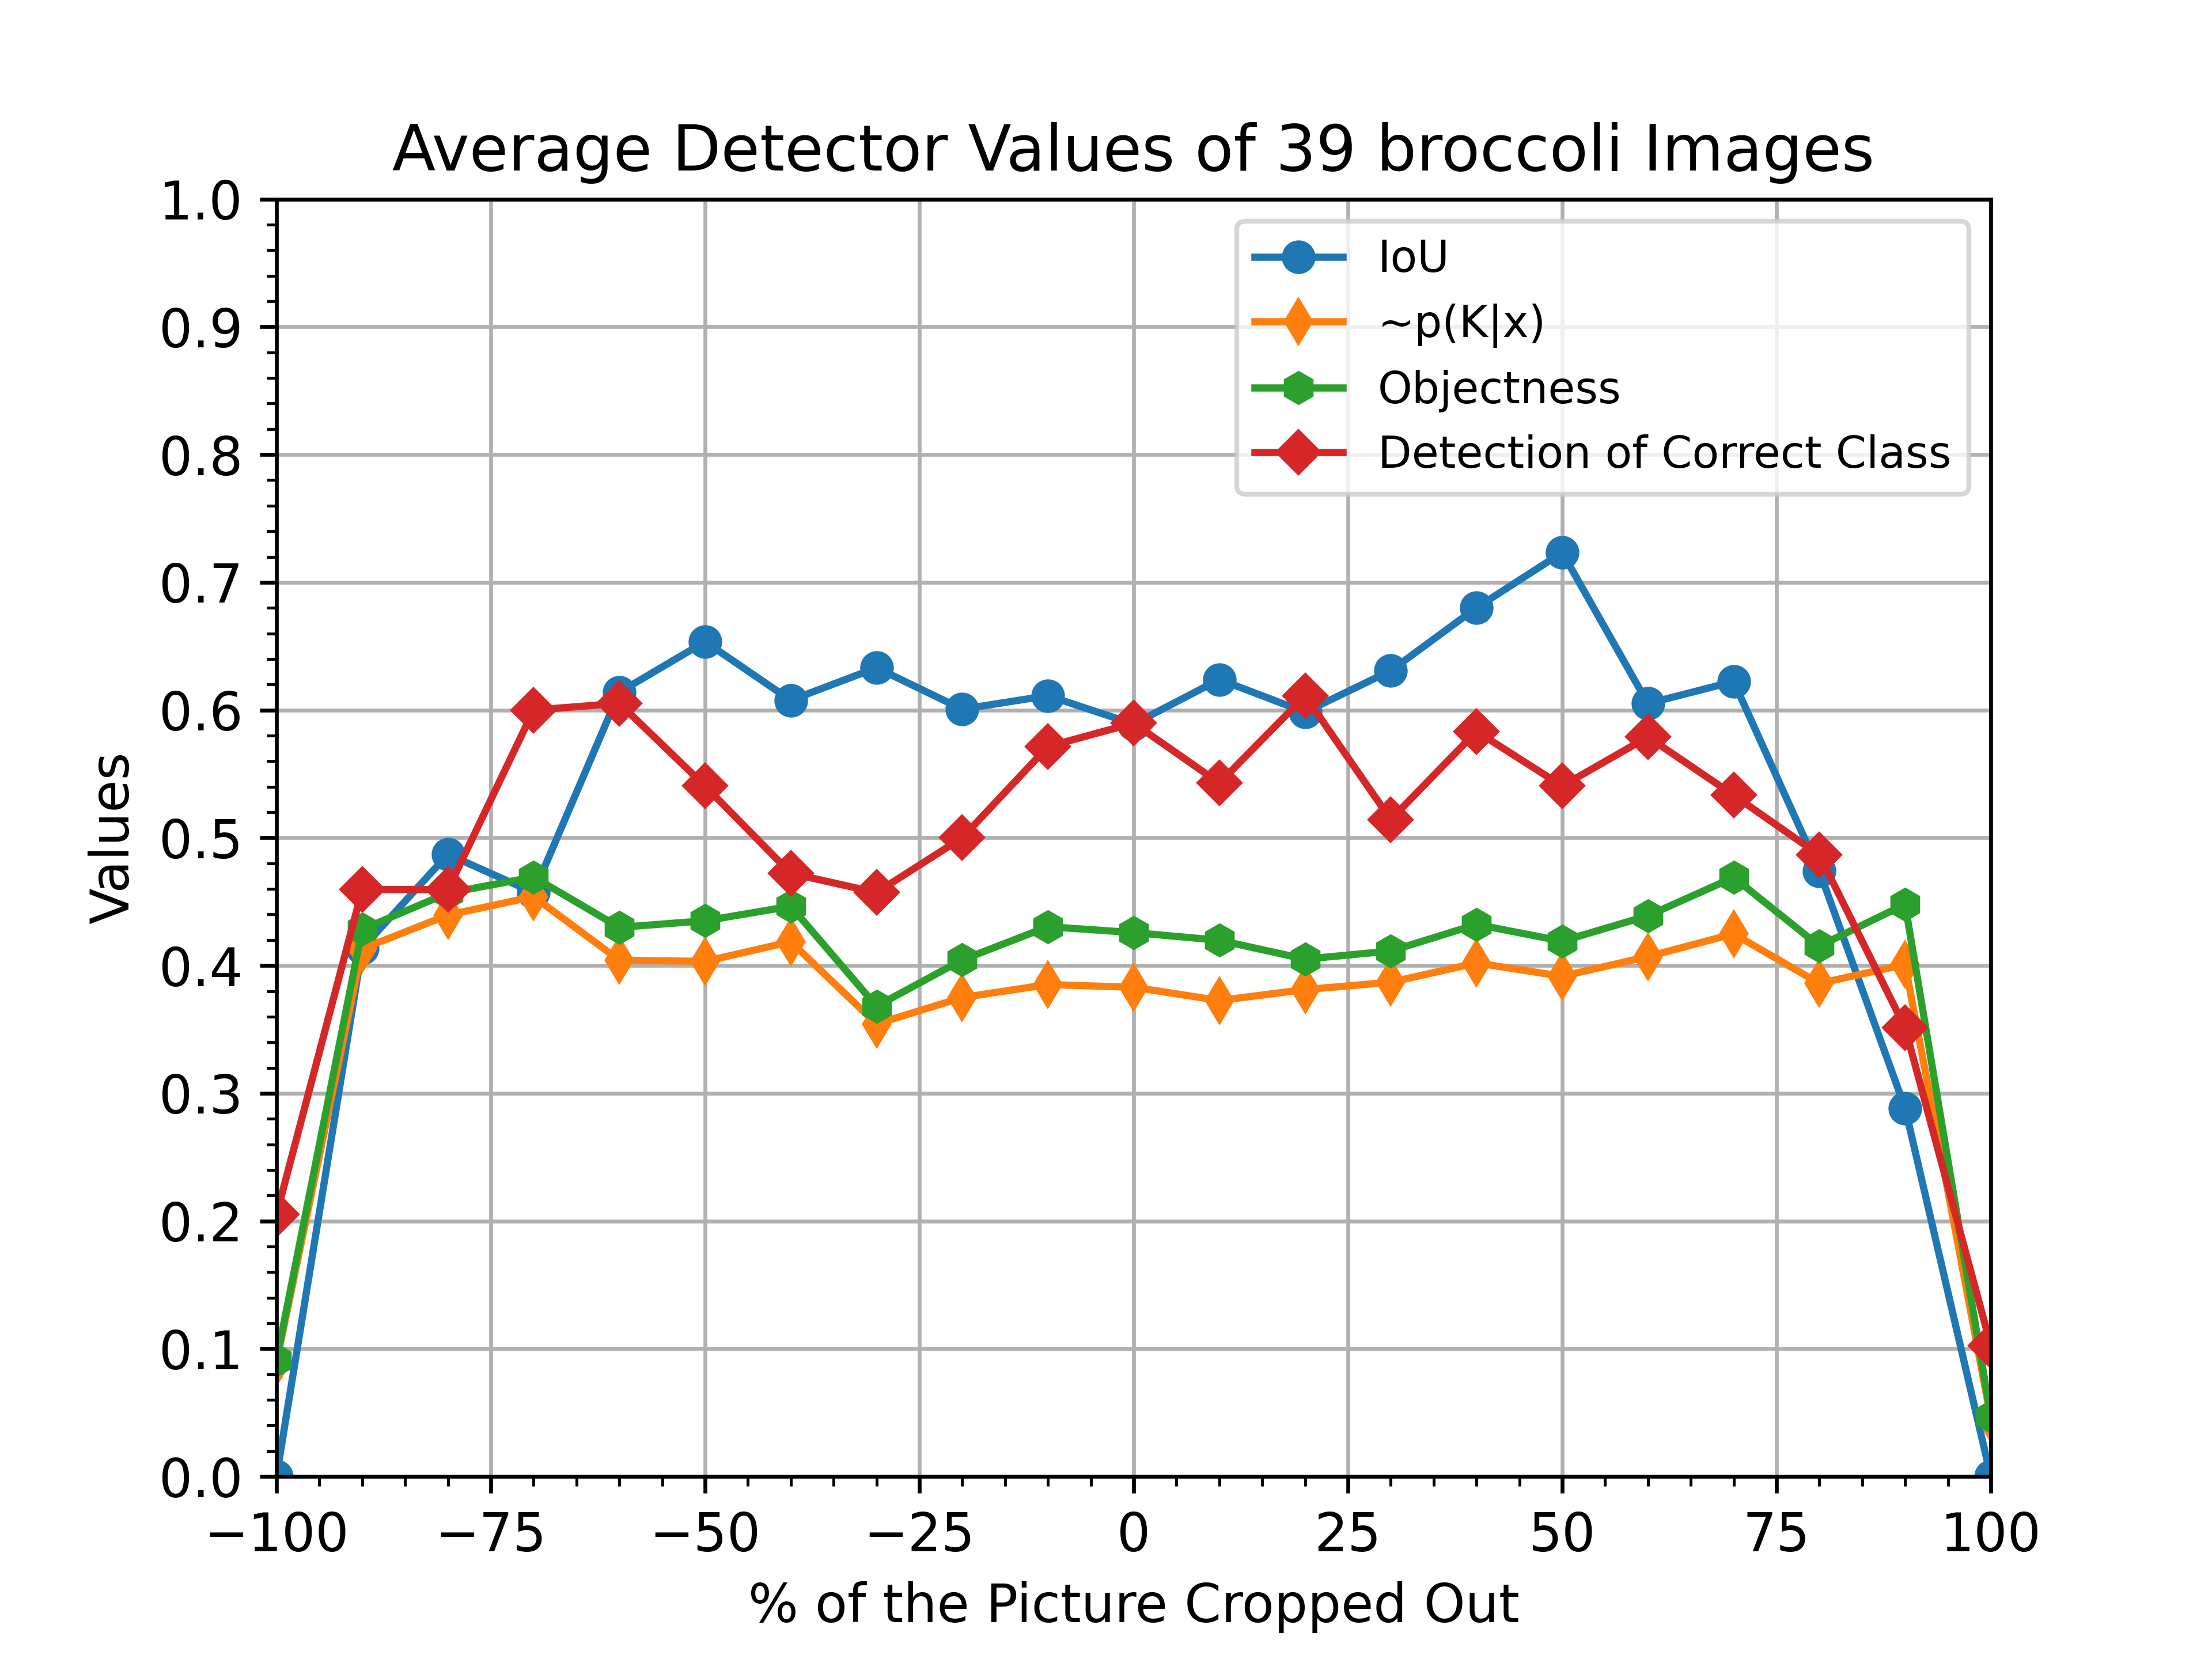 Average Detector Values of 39 broccoli Images
1.0
0.9
0.8
0.7
0.6
0.5
0.4
0.3
0.2
0.1
0.0
Values
IoU
~p(K|x)
Objectness
Detection of Correct Class
−100 −75 −50 −25 0 25 50 75 100
% of the Picture Cropped Out